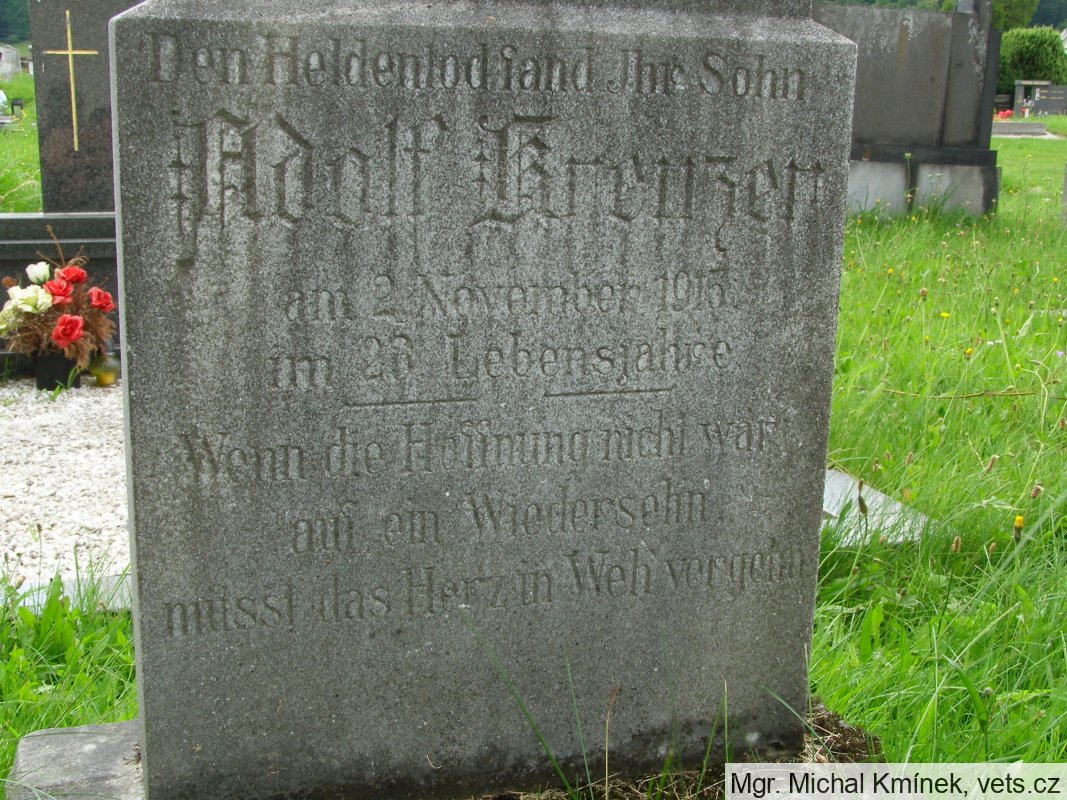 Den Heldentod fand Ihr Sohn
Adolf Kreuzer
am 2. November 1915
im 26. Lebensjahre
Wenn die Hoffnung nicht wär',
auf ein Wiedersehn,
müsst das Herz in Weh' vergehn
Mgr. Michal Kmínek, vets.cz